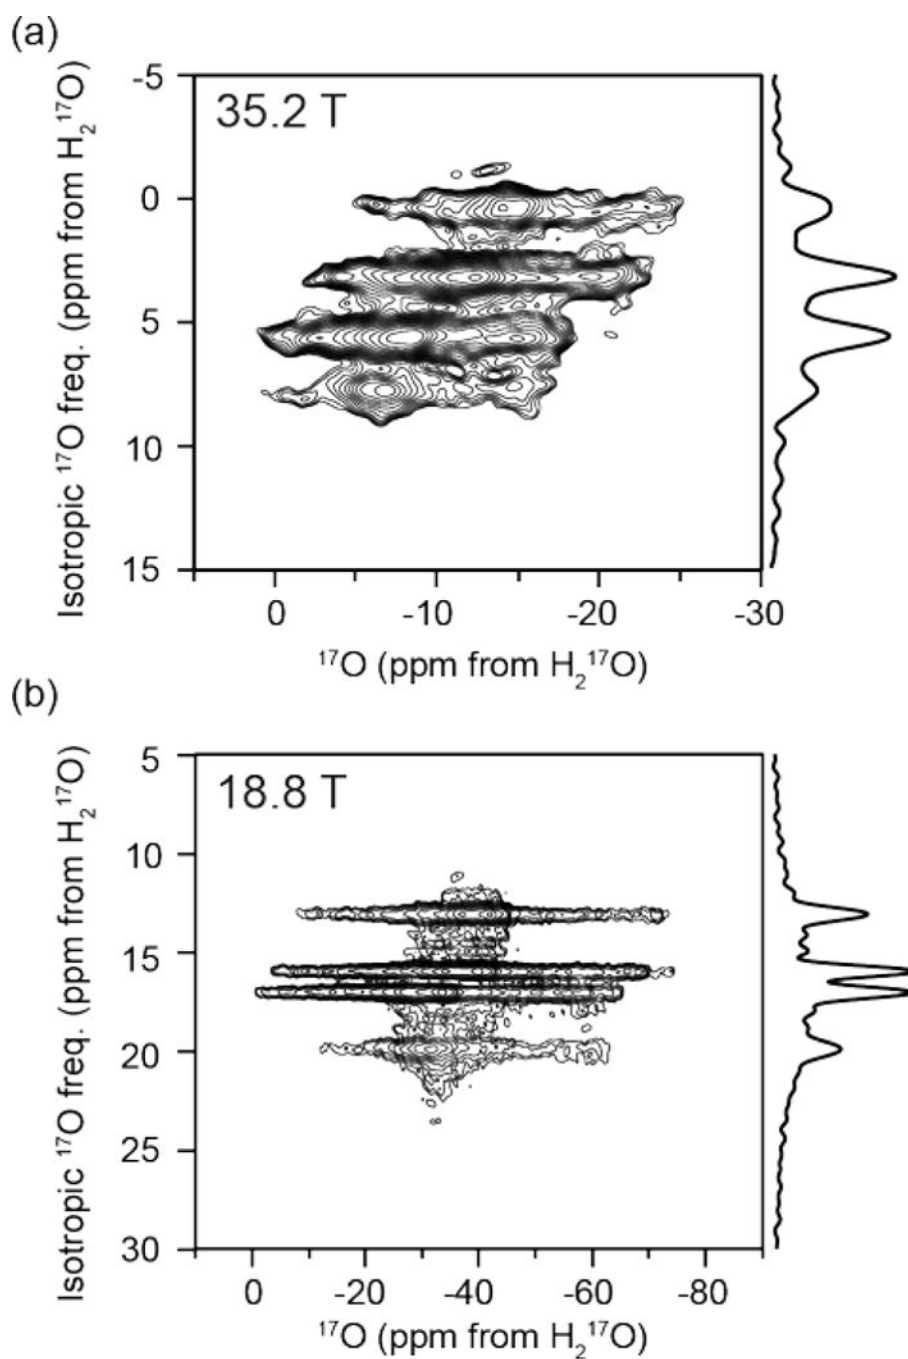 (a)
35.2 T
Isotropic ¹⁷O freq. (ppm from H₂¹⁷O)
-5
0
5
10
15
0
-10
-20
-30
¹⁷O (ppm from H₂¹⁷O)
(b)
18.8 T
Isotropic ¹⁷O freq. (ppm from H₂¹⁷O)
5
10
15
20
25
30
0
-20
-40
-60
-80
¹⁷O (ppm from H₂¹⁷O)